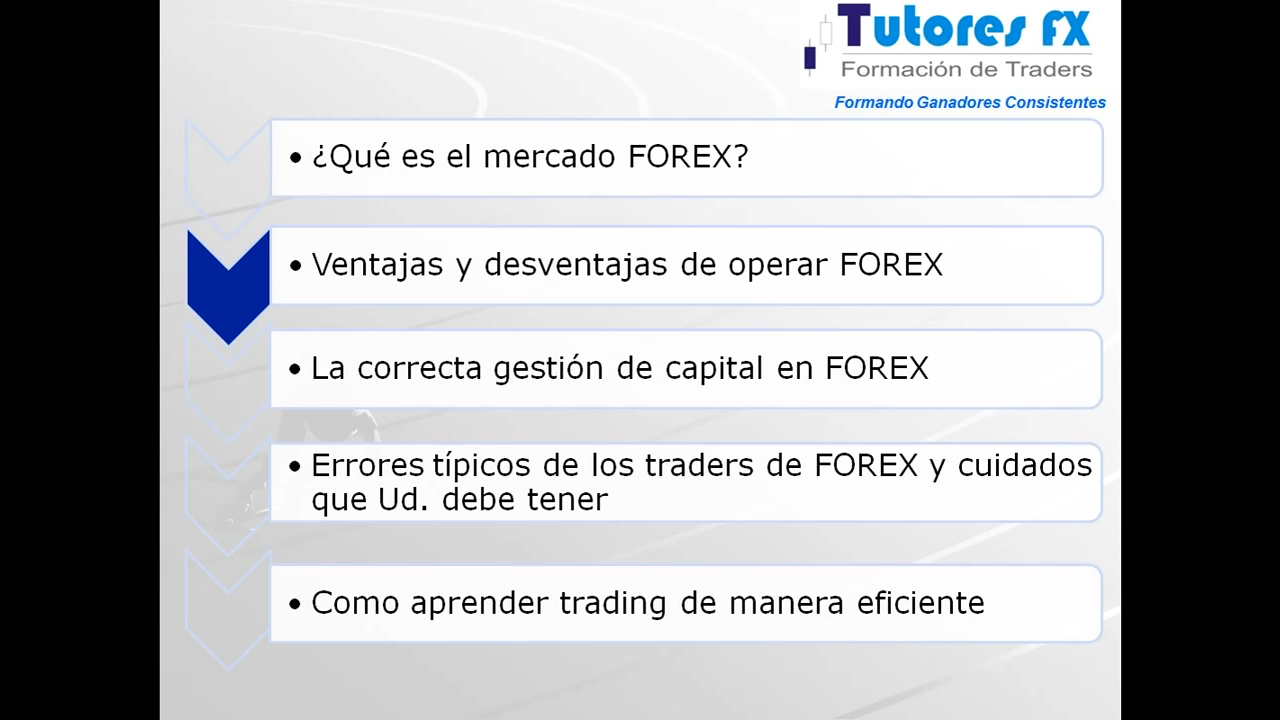 Tutores FX
Formación de Traders
Formando Ganadores Consistentes
• ¿Qué es el mercado FOREX?
• Ventajas y desventajas de operar FOREX
• La correcta gestión de capital en FOREX
• Errores típicos de los traders de FOREX y cuidados
que Ud. debe tener
• Como aprender trading de manera eficiente